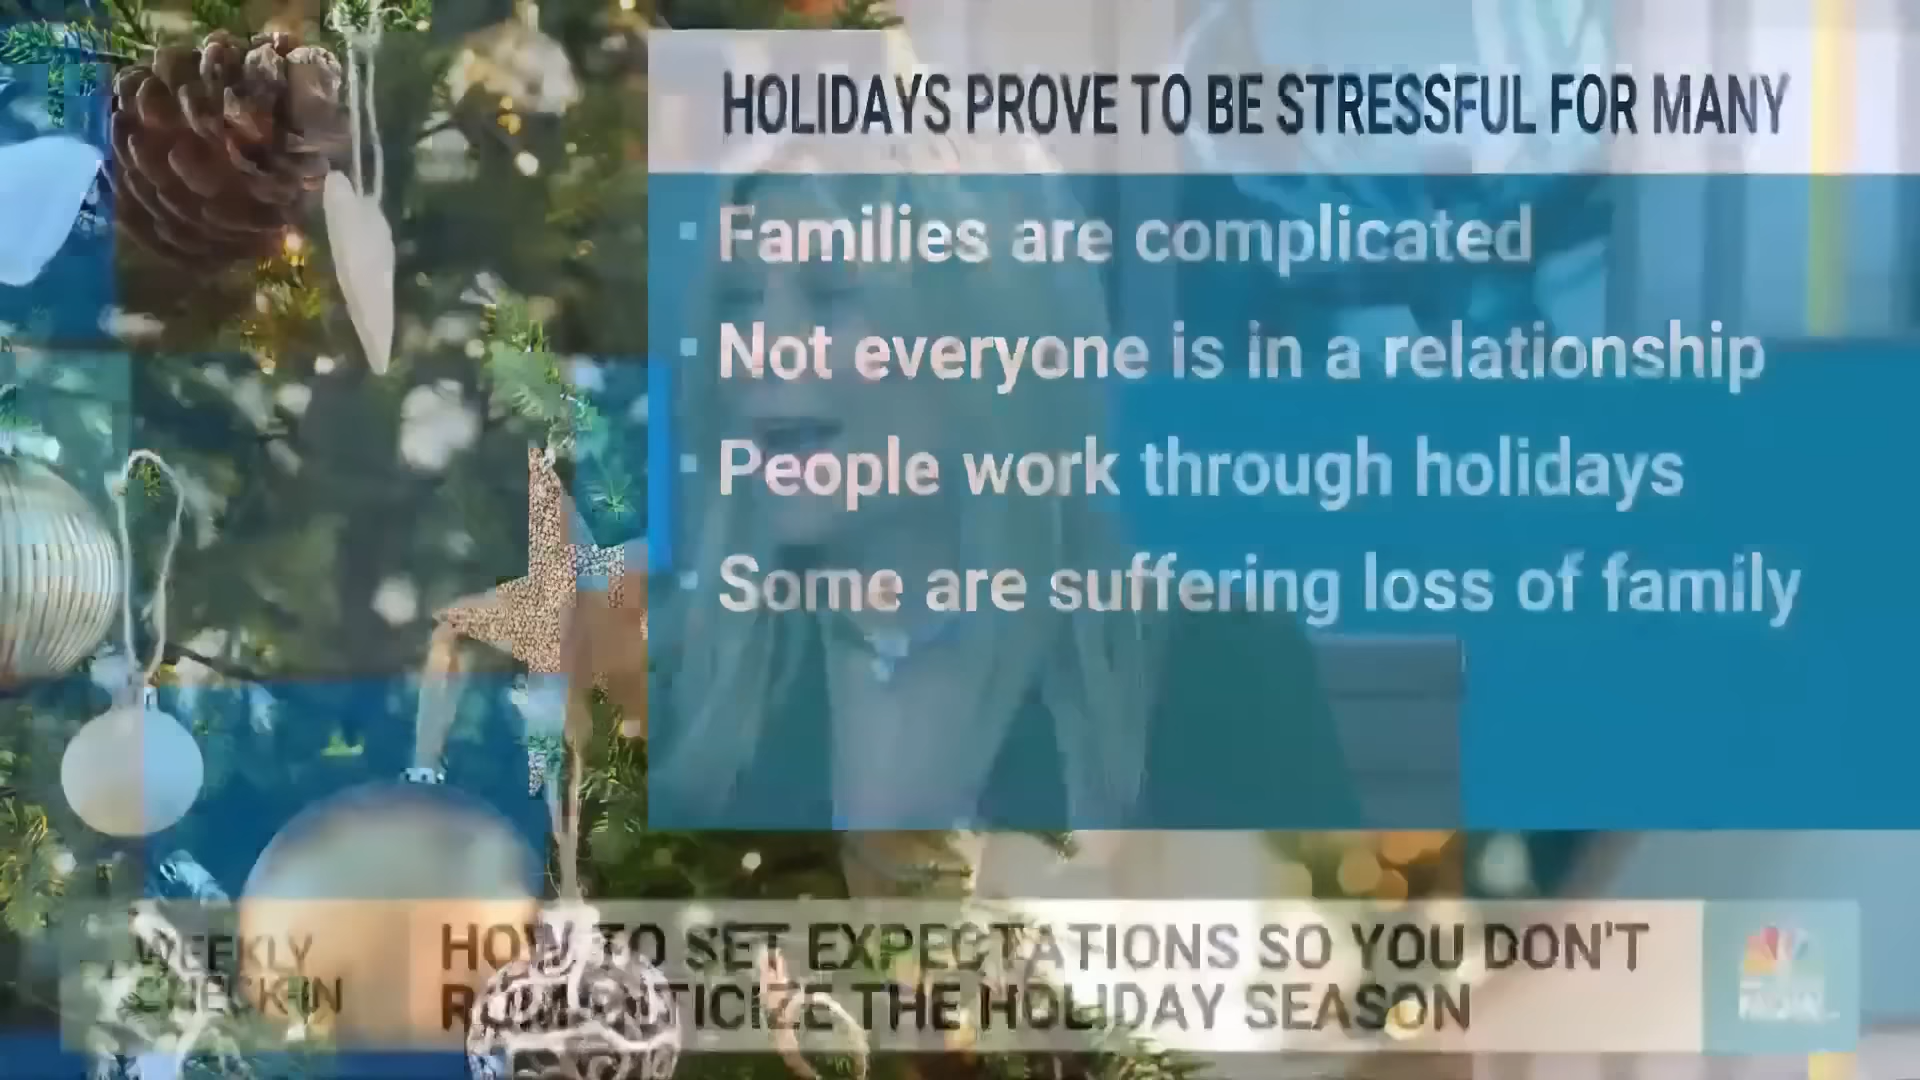 HOLIDAYS PROVE TO BE STRESSFUL FOR MANY
Families are complicated
Not everyone is in a relationship
People work through holidays
Some are suffering loss of family
WEEKLY
CHECK-IN
HOW TO SET EXPECTATIONS SO YOU DON'T
ROMANTICIZE THE HOLIDAY SEASON